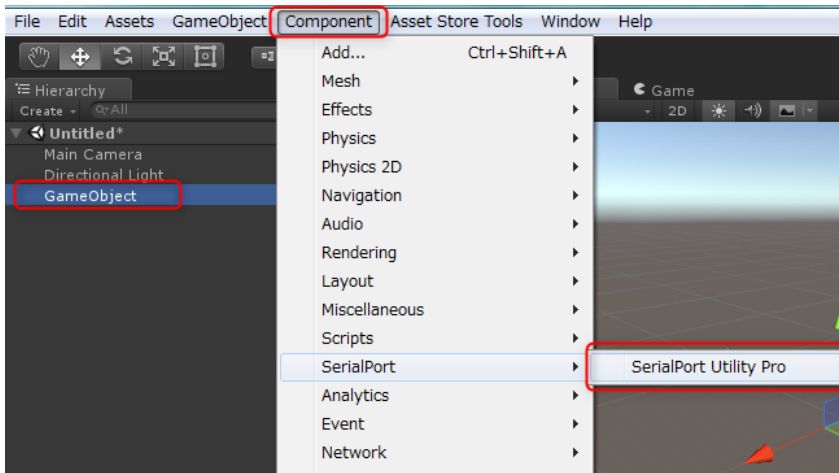 File Edit Assets GameObject Component Asset Store Tools Window Help
Add... Ctrl+Shift+A
Hierarchy
Create All
Untitled*
Main Camera
Directional Light
GameObject
Mesh
Effects
Physics
Physics 2D
Navigation
Audio
Rendering
Layout
Miscellaneous
Scripts
SerialPort
Analytics
Event
Network
Game
2D
SerialPort Utility Pro